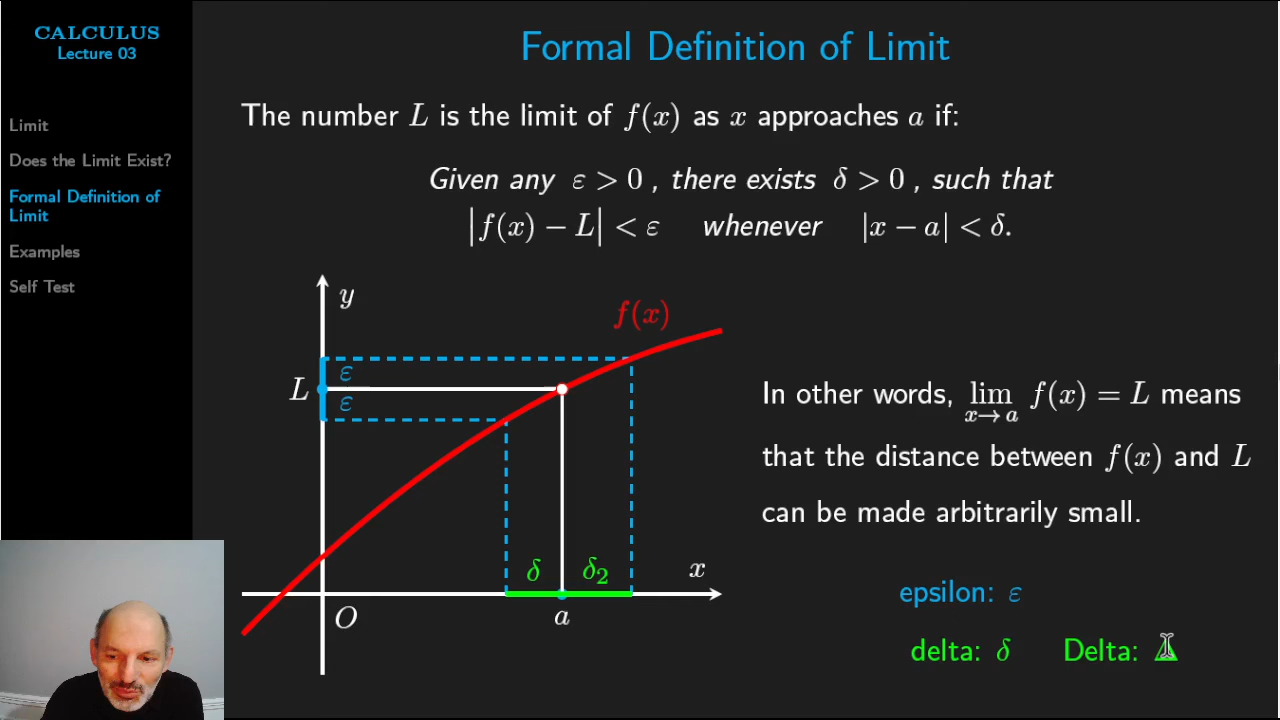 CALCULUS
Lecture 03
Limit
Does the Limit Exist?
Formal Definition of
Limit
Examples
Self Test
Formal Definition of Limit
The number L is the limit of f(x) as x approaches a if:
Given any ε > 0 , there exists δ > 0 , such that
|f(x) − L| < ε whenever |x − a| < δ.
y
f(x)
ε
L
ε
δ δ₂ x
O a
In other words, lim x→a f(x) = L means
that the distance between f(x) and L
can be made arbitrarily small.
epsilon: ε
delta: δ Delta: Δ